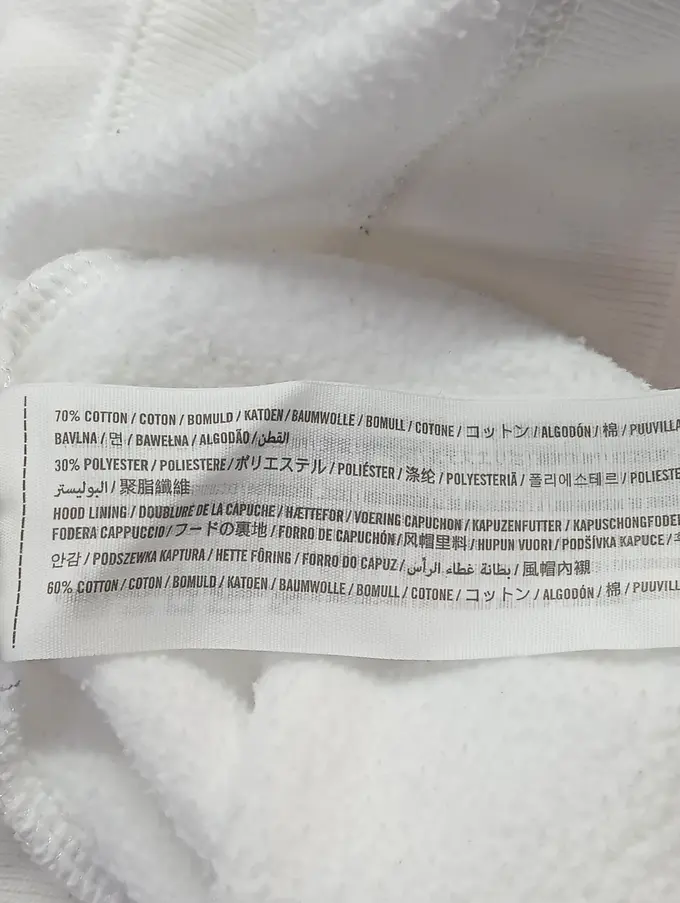 70% COTTON / COTON / BOMULD / KATOEN / BAUMWOLLE / BOMULL / COTONE / コットン / ALGODÓN / 棉 / PUUVILLA
BAVLNA / 면 / BAWEŁNA / ALGODÃO / القطن
30% POLYESTER / POLIESTERE / ポリエステル / POLIÉSTER / 涤纶 / POLYESTERIÄ / 폴리에스테르 / POLIESTE
البوليستر / 聚脂纖維
HOOD LINING / DOUBLURE DE LA CAPUCHE / HÆTTEFOR / VOERING CAPUCHON / KAPUZENFUTTER / KAPUSCHONGFODE
FODERA CAPPUCCIO / フードの裏地 / FORRO DE CAPUCHÓN / 风帽里料 / HUPUN VUORI / PODŠÍVKA KAPUCE /
안감 / PODSZEWKA KAPTURA / HETTE FÔRING / FORRO DO CAPUZ / بطانة غطاء الرأس / 風帽內襯
60% COTTON / COTON / BOMULD / KATOEN / BAUMWOLLE / BOMULL / COTONE / コットン / ALGODÓN / 棉 / PUUVILLA